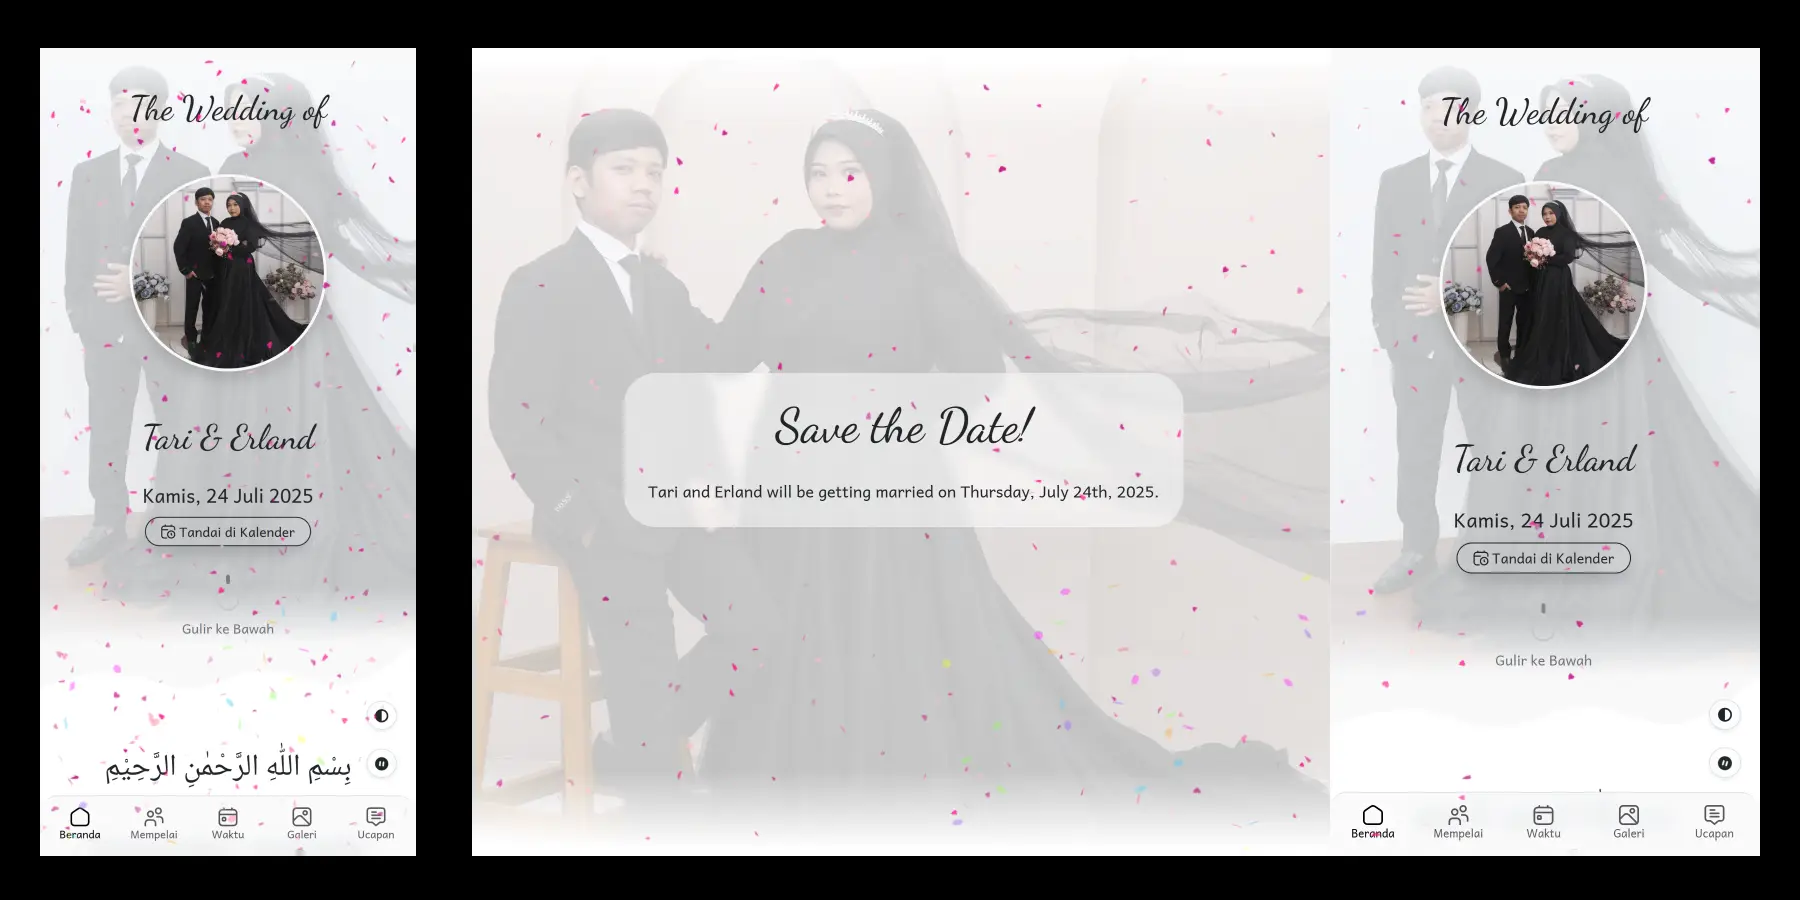 The Wedding of
Tari & Erland
Kamis, 24 Juli 2025
Tandai di Kalender
Gulir ke Bawah
بِسْمِ اللّٰهِ الرَّحْمٰنِ الرَّحِيْمِ
Beranda
Mempelai
Waktu
Galeri
Ucapan
Save the Date!
Tari and Erland will be getting married on Thursday, July 24th, 2025.
The Wedding of
Tari & Erland
Kamis, 24 Juli 2025
Tandai di Kalender
Gulir ke Bawah
Beranda
Mempelai
Waktu
Galeri
Ucapan